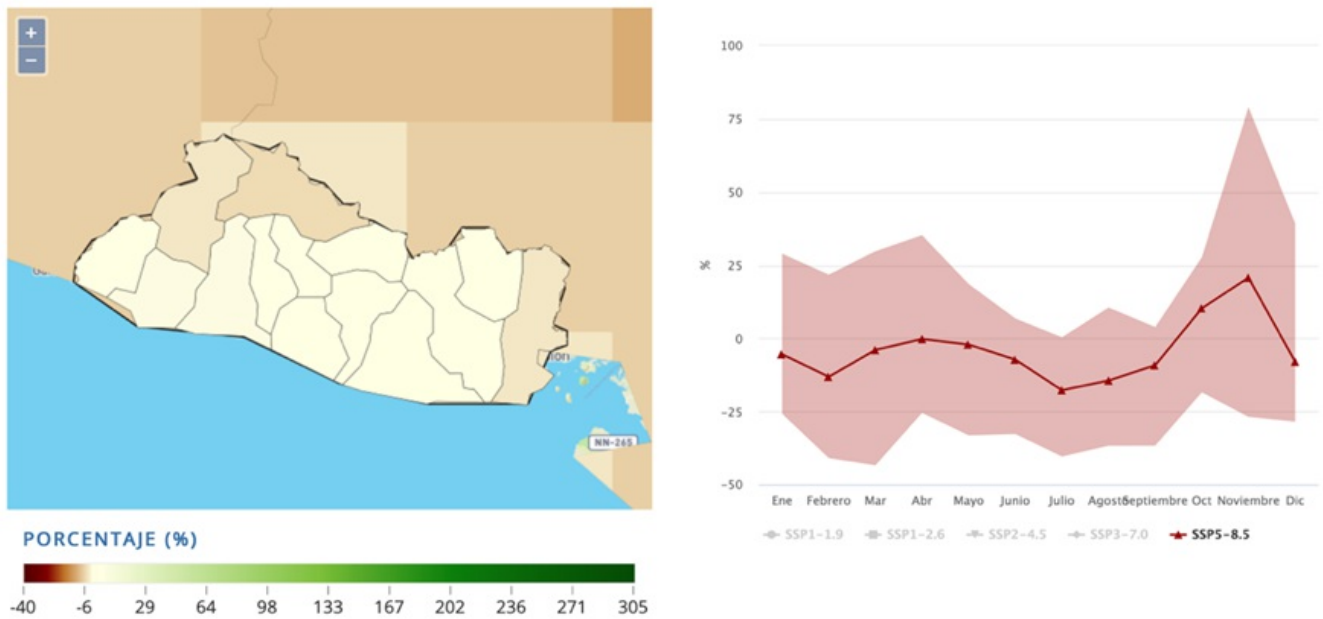 +
−
ion
NN-265
PORCENTAJE (%)
-40 -6 29 64 98 133 167 202 236 271 305
100
75
50
25
0
−25
−50
%
Ene Febrero Mar Abr Mayo Junio Julio Agosto Septiembre Oct Noviembre Dic
SSP1−1.9 SSP1−2.6 SSP2−4.5 SSP3−7.0 SSP5−8.5